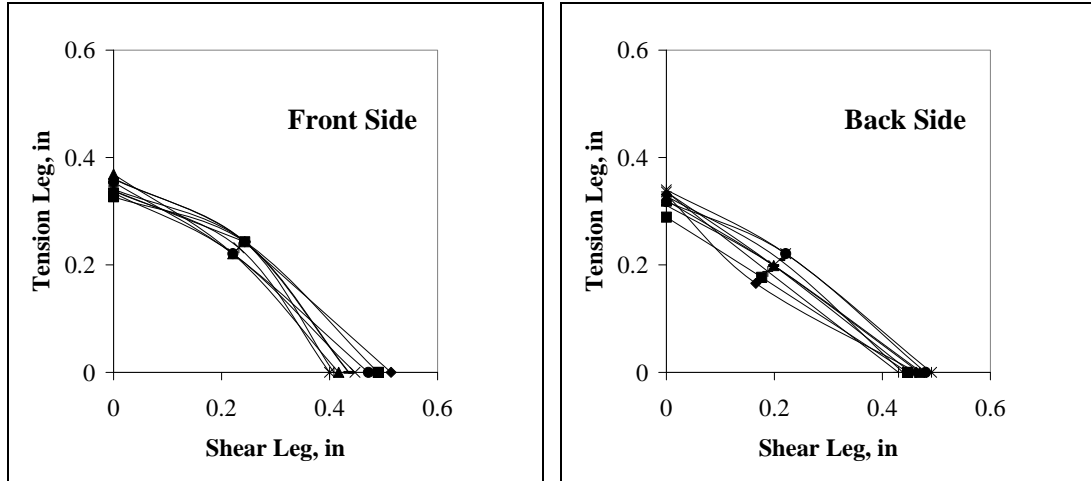 0.6
Front Side
0.4
0.2
0
0 0.2 0.4 0.6
Tension Leg, in
Shear Leg, in
0.6
Back Side
0.4
0.2
0
0 0.2 0.4 0.6
Tension Leg, in
Shear Leg, in